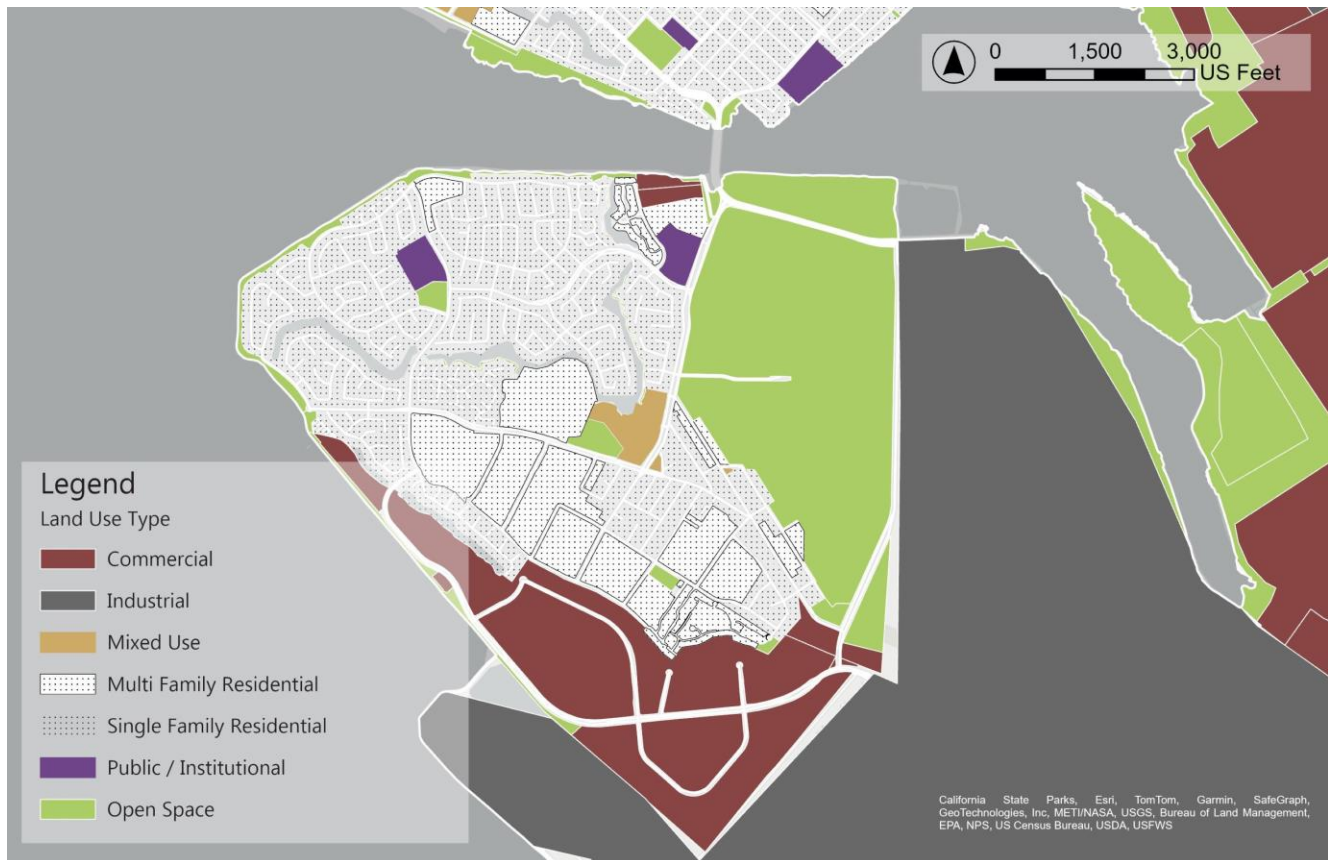 0 1,500 3,000
US Feet
Legend
Land Use Type
Commercial
Industrial
Mixed Use
Multi Family Residential
Single Family Residential
Public / Institutional
Open Space
California State Parks, Esri, TomTom, Garmin, SafeGraph,
GeoTechnologies, Inc, METI/NASA, USGS, Bureau of Land Management,
EPA, NPS, US Census Bureau, USDA, USFWS